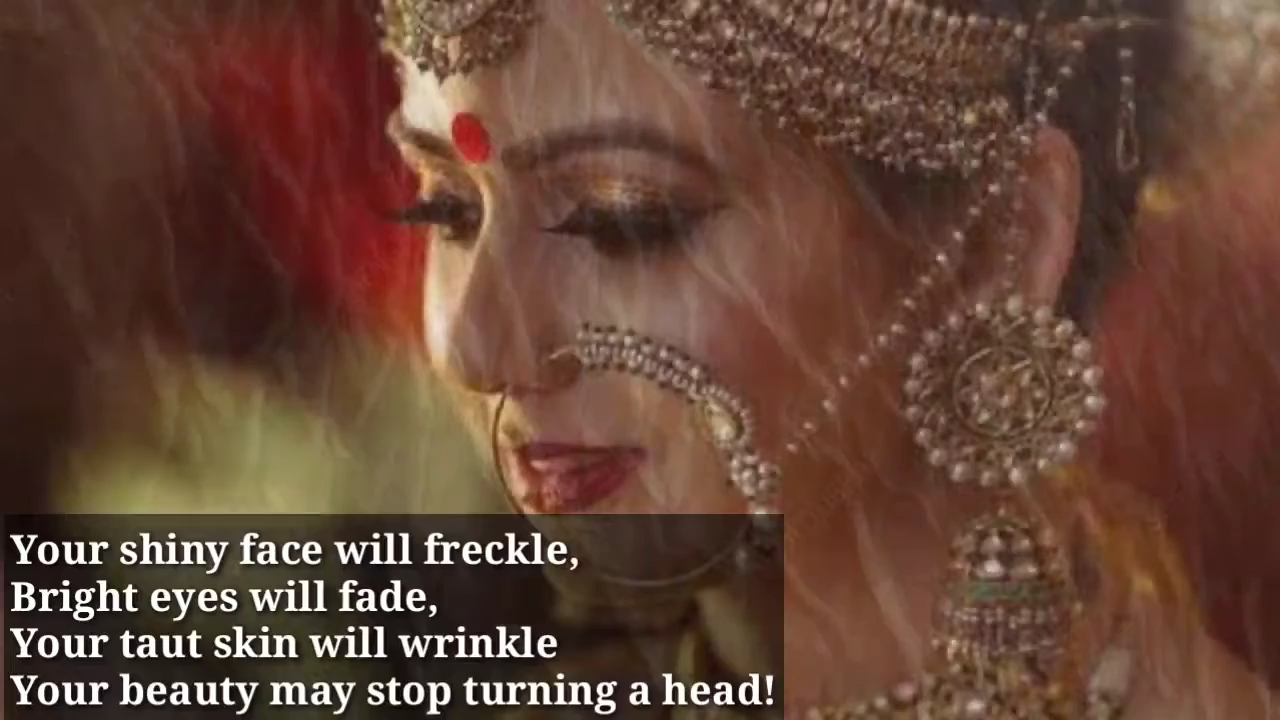 Your shiny face will freckle,
Bright eyes will fade,
Your taut skin will wrinkle
Your beauty may stop turning a head!